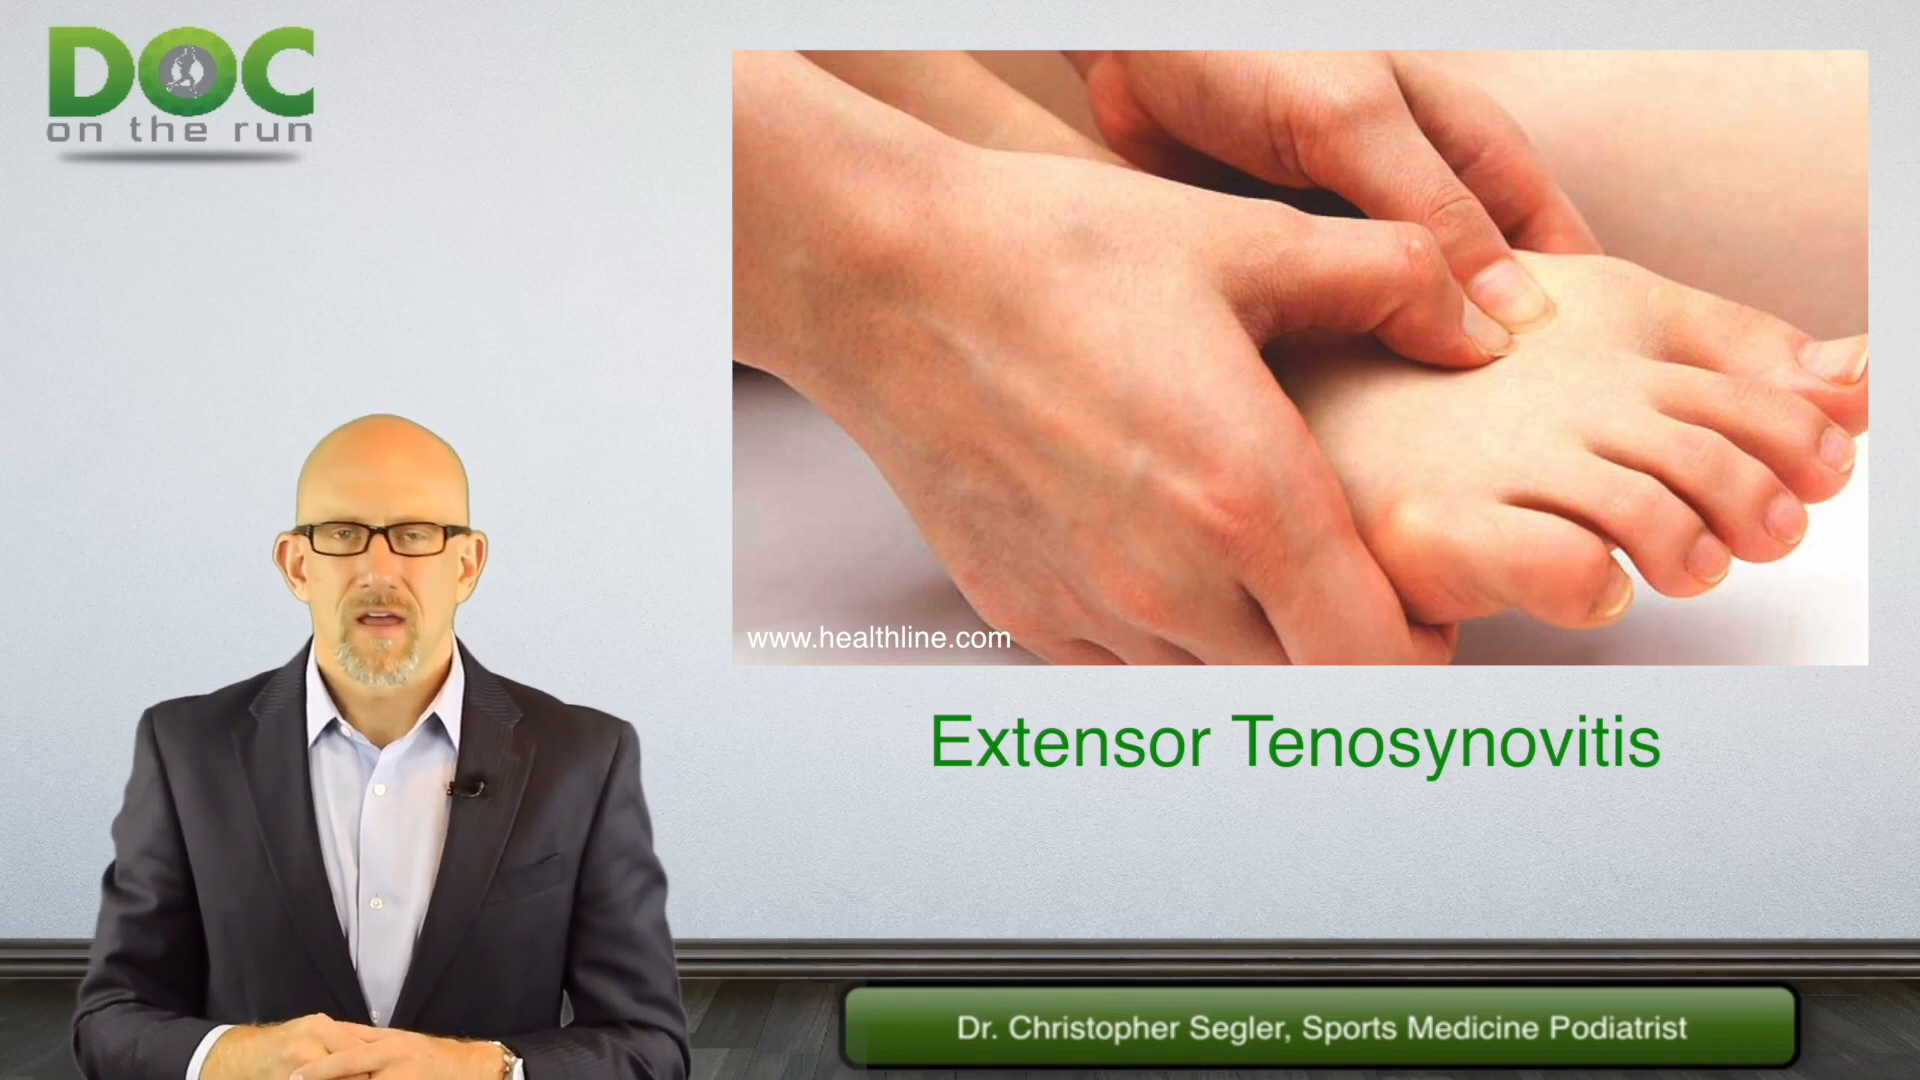 DOC
on the run
www.healthline.com
Extensor Tenosynovitis
Dr. Christopher Segler, Sports Medicine Podiatrist